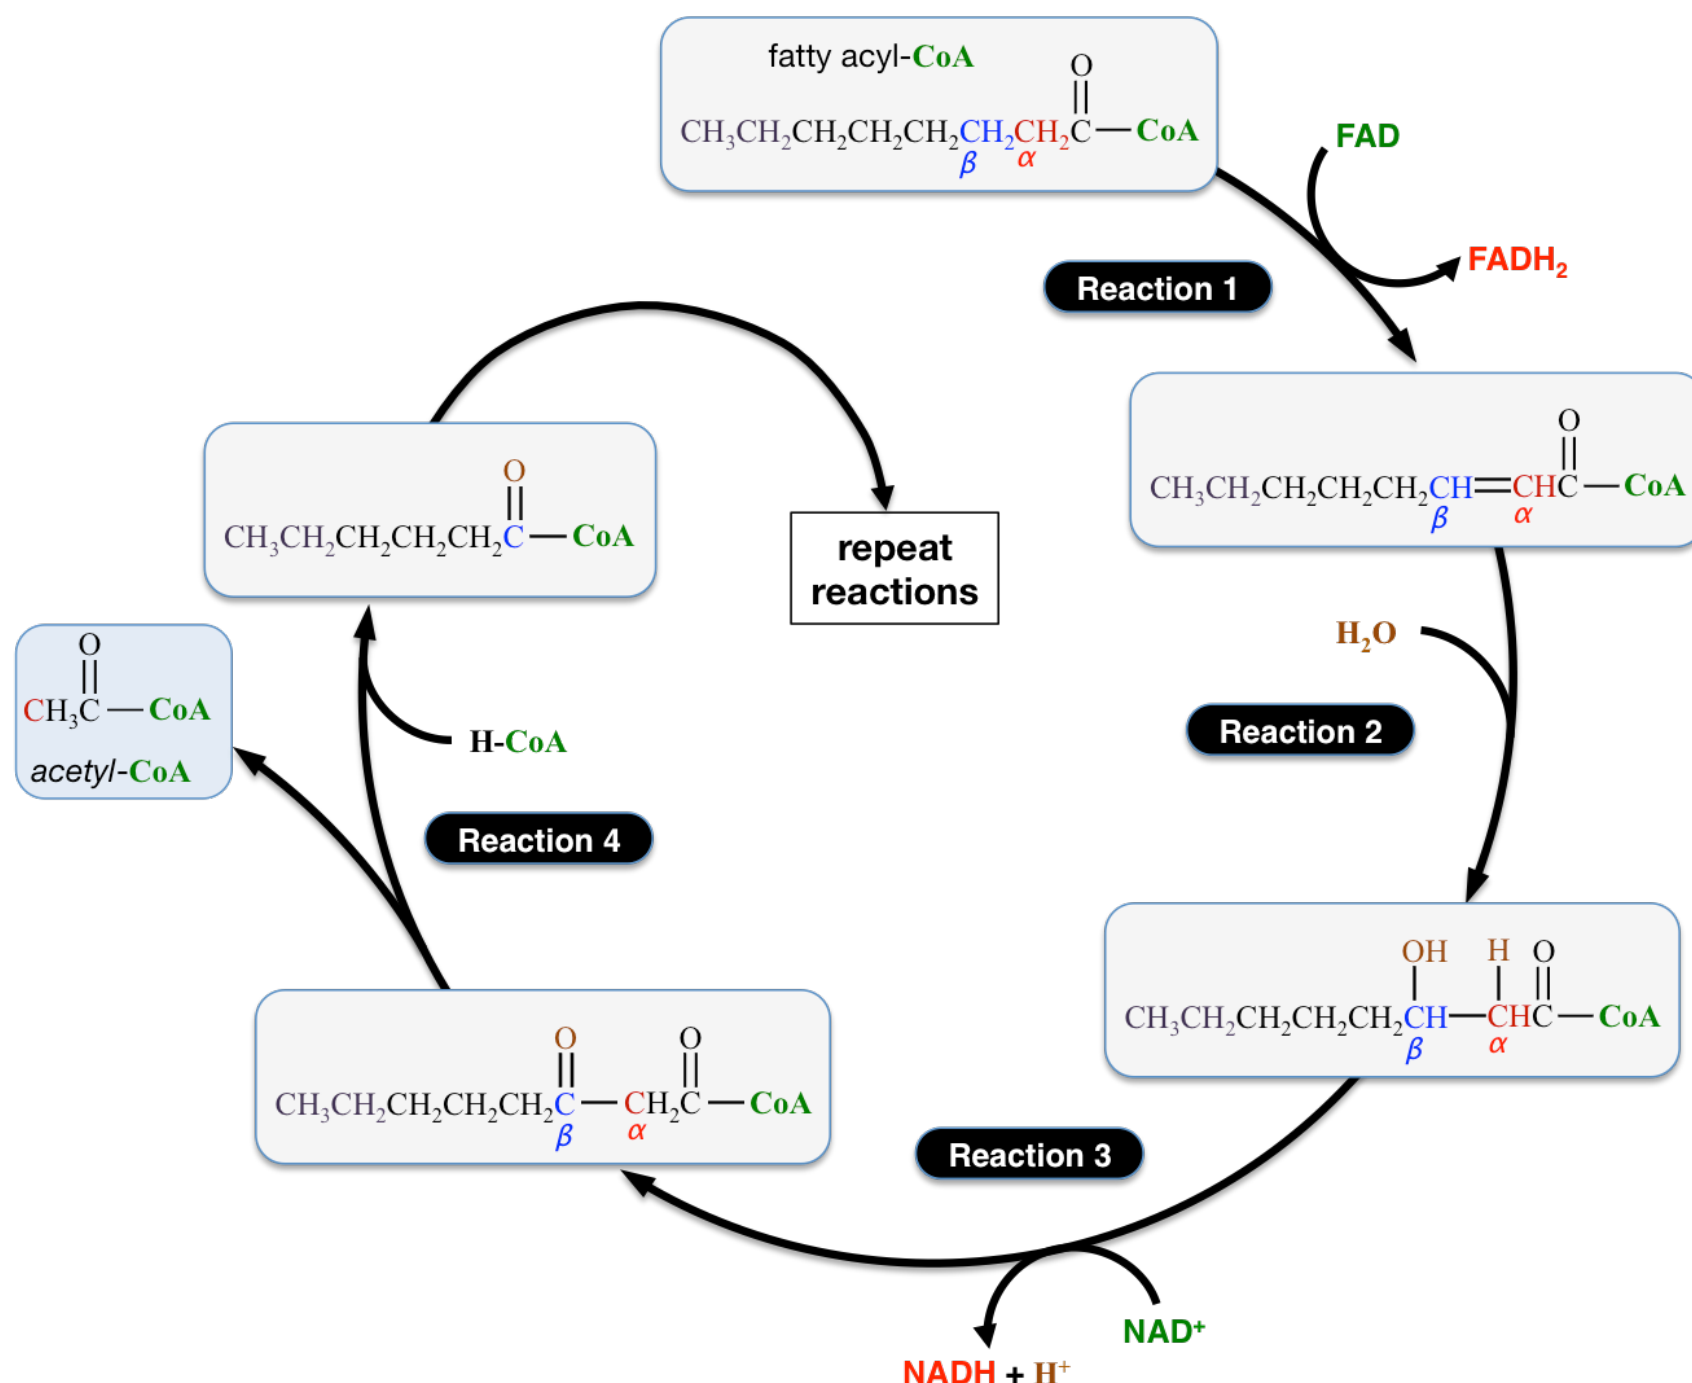 fatty acyl-CoA
O
CH₃CH₂CH₂CH₂CH₂CH₂CH₂C—CoA
β α
FAD
FADH₂
Reaction 1
O
CH₃CH₂CH₂CH₂CH₂CH=CHC—CoA
β α
H₂O
Reaction 2
OH H O
CH₃CH₂CH₂CH₂CH₂CH—CHC—CoA
β α
Reaction 3
NAD⁺
NADH + H⁺
O O
CH₃CH₂CH₂CH₂CH₂C—CH₂C—CoA
β α
Reaction 4
H-CoA
O
CH₃C—CoA
acetyl-CoA
O
CH₃CH₂CH₂CH₂CH₂C—CoA
repeat
reactions